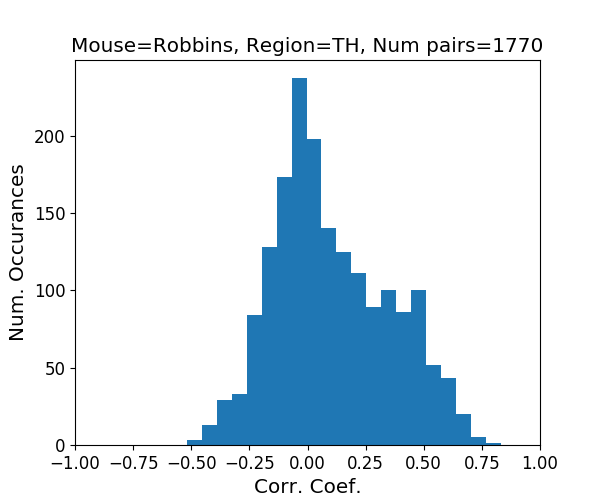 Mouse=Robbins, Region=TH, Num pairs=1770
Num. Occurances
200
150
100
50
0
−1.00 −0.75 −0.50 −0.25 0.00 0.25 0.50 0.75 1.00
Corr. Coef.